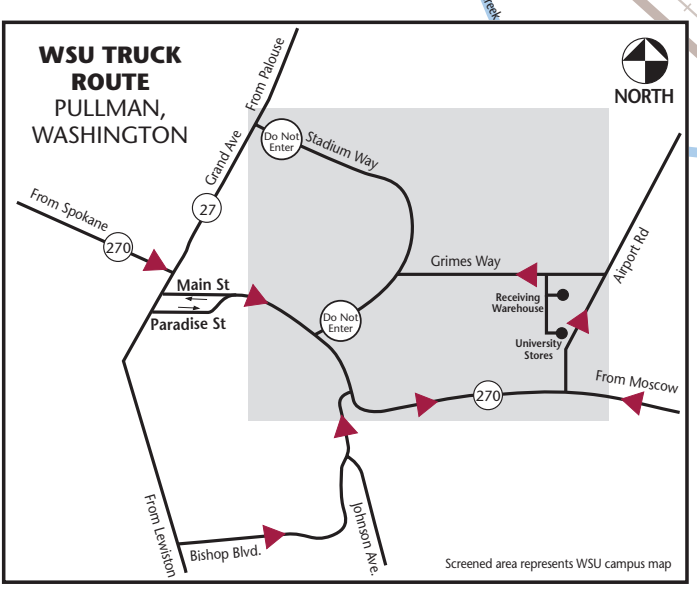 reek
WSU TRUCK
ROUTE
PULLMAN,
WASHINGTON
From Palouse
NORTH
Do Not
Enter
Stadium Way
Grand Ave
27
From Spokane
270
Airport Rd
Grimes Way
Main St
Receiving
Warehouse
Paradise St
Do Not
Enter
University
Stores
From Moscow
270
From Lewiston
Johnson Ave.
Bishop Blvd.
Screened area represents WSU campus map